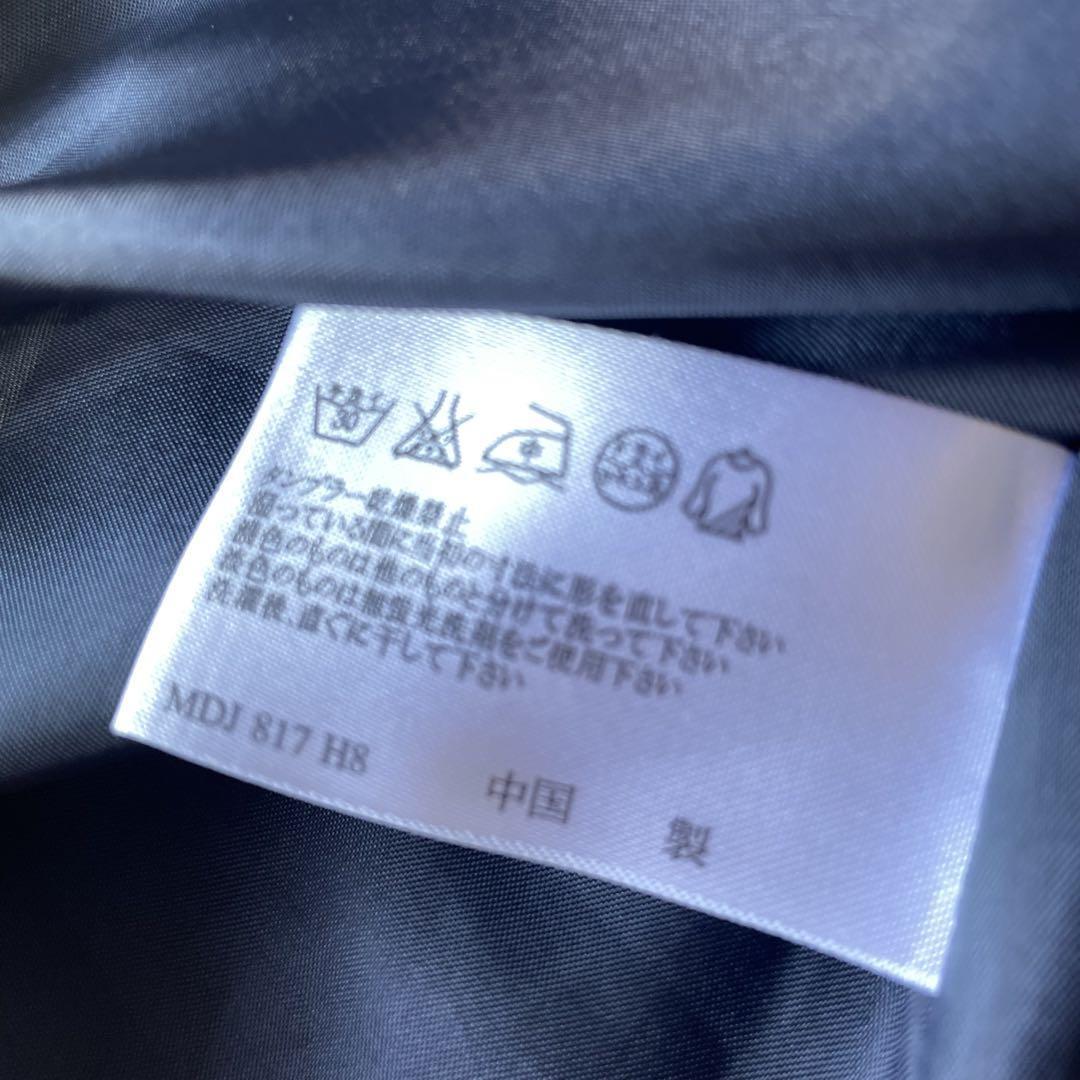 30
タンブラー乾燥禁止
湿っている間に当初の寸法に形を直して下さい
濃色のものは他のものと分けて洗って下さい
淡色のものは無蛍光洗剤をご使用下さい
洗濯後、直ぐに干して下さい
MDJ 817 H8
中国 製